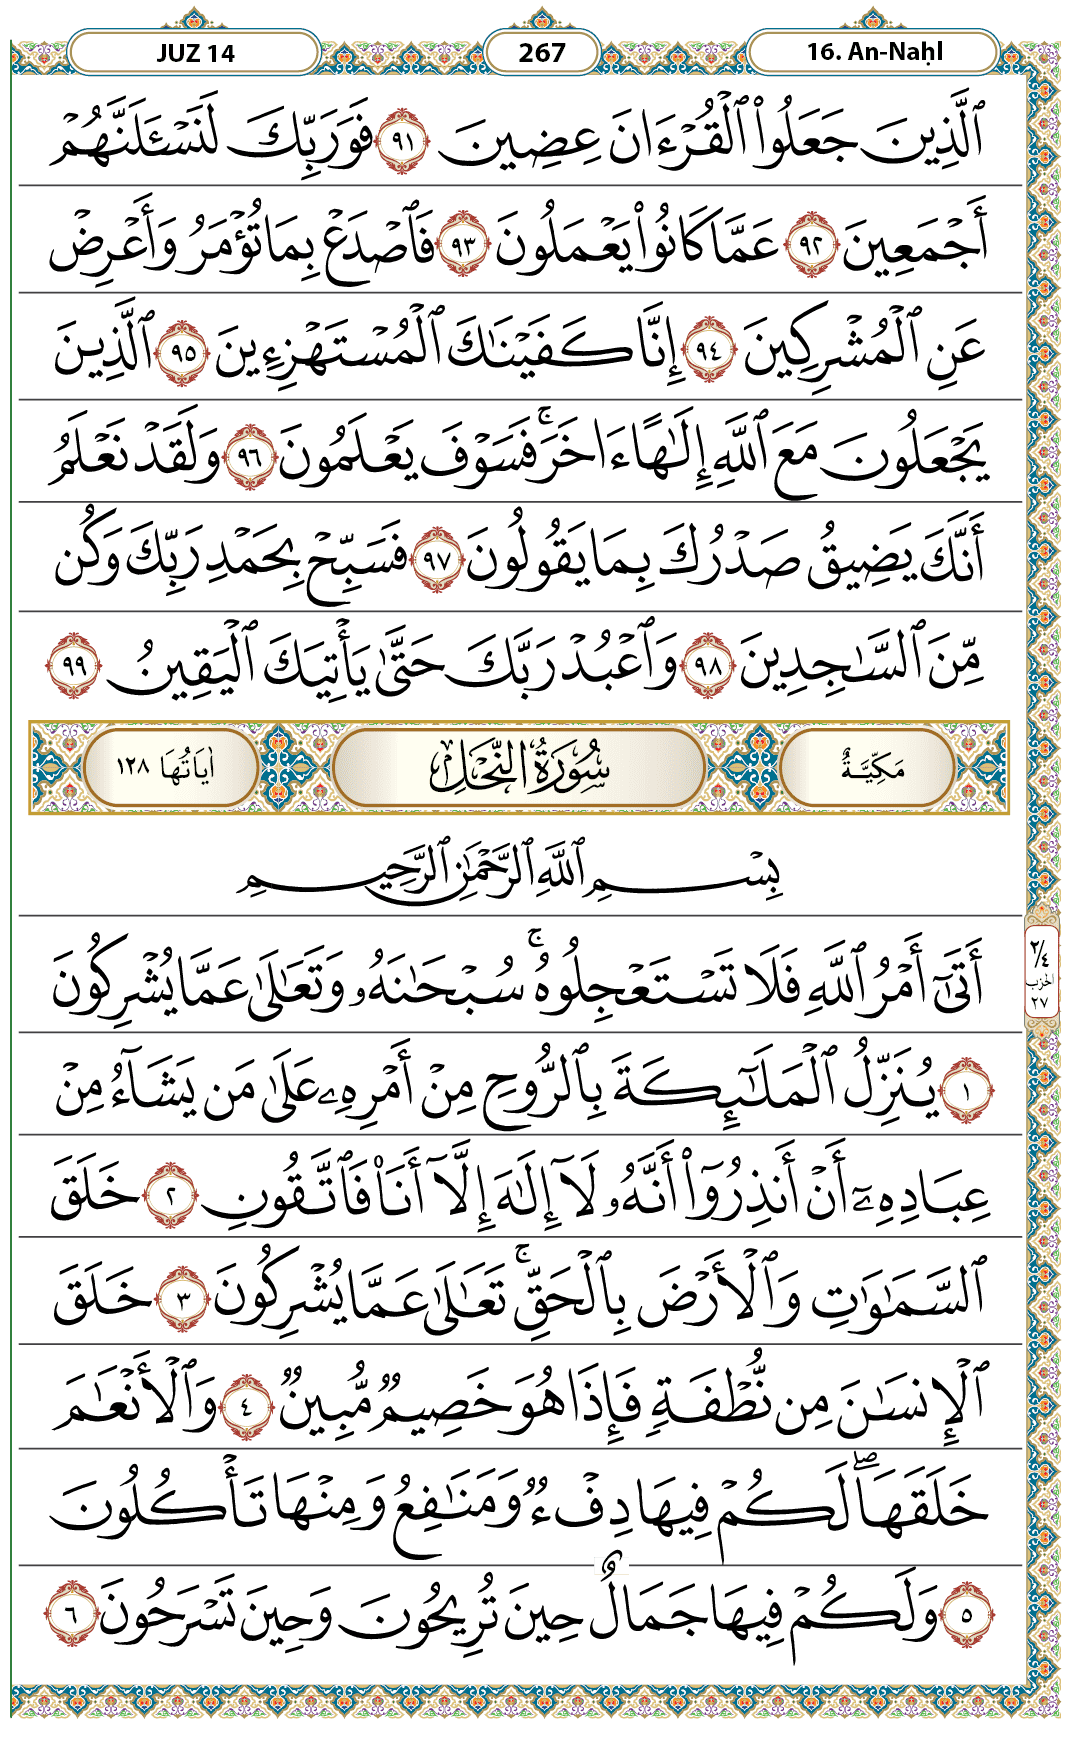 JUZ 14
267
16. An-Naḥl
ٱلَّذِينَ جَعَلُوا۟ ٱلْقُرْءَانَ عِضِينَ ٩١ فَوَرَبِّكَ لَنَسْـَٔلَنَّهُمْ
أَجْمَعِينَ ٩٢ عَمَّا كَانُوا۟ يَعْمَلُونَ ٩٣ فَٱصْدَعْ بِمَا تُؤْمَرُ وَأَعْرِضْ
عَنِ ٱلْمُشْرِكِينَ ٩٤ إِنَّا كَفَيْنَـٰكَ ٱلْمُسْتَهْزِءِينَ ٩٥ ٱلَّذِينَ
يَجْعَلُونَ مَعَ ٱللَّهِ إِلَـٰهًا ءَاخَرَ ۚ فَسَوْفَ يَعْلَمُونَ ٩٦ وَلَقَدْ نَعْلَمُ
أَنَّكَ يَضِيقُ صَدْرُكَ بِمَا يَقُولُونَ ٩٧ فَسَبِّحْ بِحَمْدِ رَبِّكَ وَكُن
مِّنَ ٱلسَّـٰجِدِينَ ٩٨ وَٱعْبُدْ رَبَّكَ حَتَّىٰ يَأْتِيَكَ ٱلْيَقِينُ ٩٩
مَكِّيَّةٌ
سُورَةُ النَّحْلِ
اٰيَاتُهَا ١٢٨
بِسْمِ ٱللَّهِ ٱلرَّحْمَـٰنِ ٱلرَّحِيمِ
أَتَىٰٓ أَمْرُ ٱللَّهِ فَلَا تَسْتَعْجِلُوهُ ۚ سُبْحَـٰنَهُۥ وَتَعَـٰلَىٰ عَمَّا يُشْرِكُونَ
٢/٤
الحزب
٢٧
١ يُنَزِّلُ ٱلْمَلَـٰٓئِكَةَ بِٱلرُّوحِ مِنْ أَمْرِهِۦ عَلَىٰ مَن يَشَآءُ مِنْ
عِبَادِهِۦٓ أَنْ أَنذِرُوٓا۟ أَنَّهُۥ لَآ إِلَـٰهَ إِلَّآ أَنَا۠ فَٱتَّقُونِ ٢ خَلَقَ
ٱلسَّمَـٰوَٰتِ وَٱلْأَرْضَ بِٱلْحَقِّ ۚ تَعَـٰلَىٰ عَمَّا يُشْرِكُونَ ٣ خَلَقَ
ٱلْإِنسَـٰنَ مِن نُّطْفَةٍ فَإِذَا هُوَ خَصِيمٌ مُّبِينٌ ٤ وَٱلْأَنْعَـٰمَ
خَلَقَهَا ۖ لَكُمْ فِيهَا دِفْءٌ وَمَنَـٰفِعُ وَمِنْهَا تَأْكُلُونَ
٥ وَلَكُمْ فِيهَا جَمَالٌ حِينَ تُرِيحُونَ وَحِينَ تَسْرَحُونَ ٦